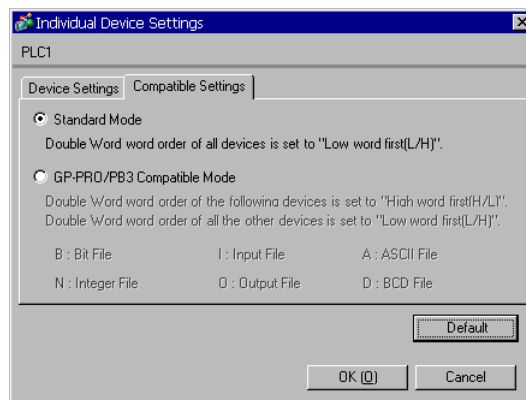 Individual Device Settings
PLC1
Device Settings Compatible Settings
Standard Mode
Double Word word order of all devices is set to "Low word first(L/H)".
GP-PRO/PB3 Compatible Mode
Double Word word order of the following devices is set to "High word first(H/L)".
Double Word word order of all the other devices is set to "Low word first(L/H)".
B : Bit File I : Input File A : ASCII File
N : Integer File O : Output File D : BCD File
Default
OK (O) Cancel